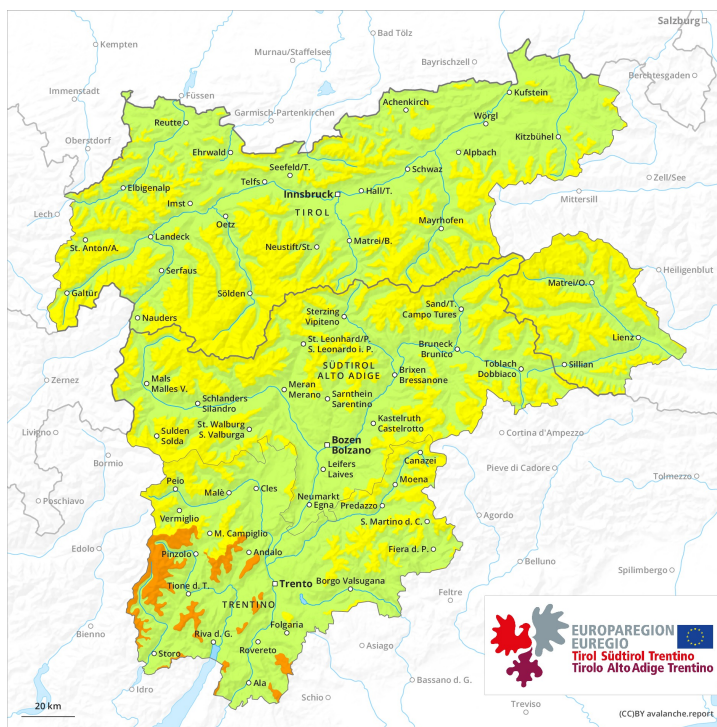 Salzburg
Bad Tölz
Kempten
Murnau/Staffelsee
Bayrischzell
Berchtesgaden
Immenstadt
Füssen
Kufstein
Garmisch-Partenkirchen
Achenkirch
Reutte
Wörgl
Oberstdorf
Kitzbühel
Ehrwald
Alpbach
Seefeld/T.
Schwaz
Telfs
Zell/See
Elbigenalp
Innsbruck
Hall/T.
Mittersill
Imst
Lech
TIROL
Oetz
Mayrhofen
St. Anton/A.
Landeck
Neustift/St.
Matrei/B.
Serfaus
Heiligenblut
Galtür
Sölden
Matrei/O.
Nauders
Sand/T.
Campo Tures
Sterzing
Vipiteno
Lienz
St. Leonhard/P.
S. Leonardo i. P.
Bruneck
Brunico
Sillian
Toblach
Dobbiaco
SÜDTIROL
ALTO ADIGE
Brixen
Bressanone
Zernez
Mals
Malles V.
Meran
Merano
Schlanders
Silandro
Sarnthein
Sarentino
Kastelruth
Castelrotto
St. Walburg
S. Valburga
Livigno
Sulden
Solda
Bozen
Bolzano
Cortina d'Ampezzo
Bormio
Canazei
Pieve di Cadore
Leifers
Laives
Tolmezzo
Peio
Moena
Poschiavo
Malè
Cles
Neumarkt
Egna
Predazzo
Agordo
Vermiglio
S. Martino d. C.
M. Campiglio
Edolo
Pinzolo
Andalo
Fiera d. P.
Belluno
Tione d. T.
Trento
Borgo Valsugana
Spilimbergo
Feltre
TRENTINO
Bienno
Folgaria
Riva d. G.
Rovereto
Asiago
Storo
Ala
Bassano d. G.
Idro
Schio
Treviso
EUROPAREGION
EUREGIO
Tirol Südtirol Trentino
Tirolo Alto Adige Trentino
20 km
(CC)BY avalanche.report